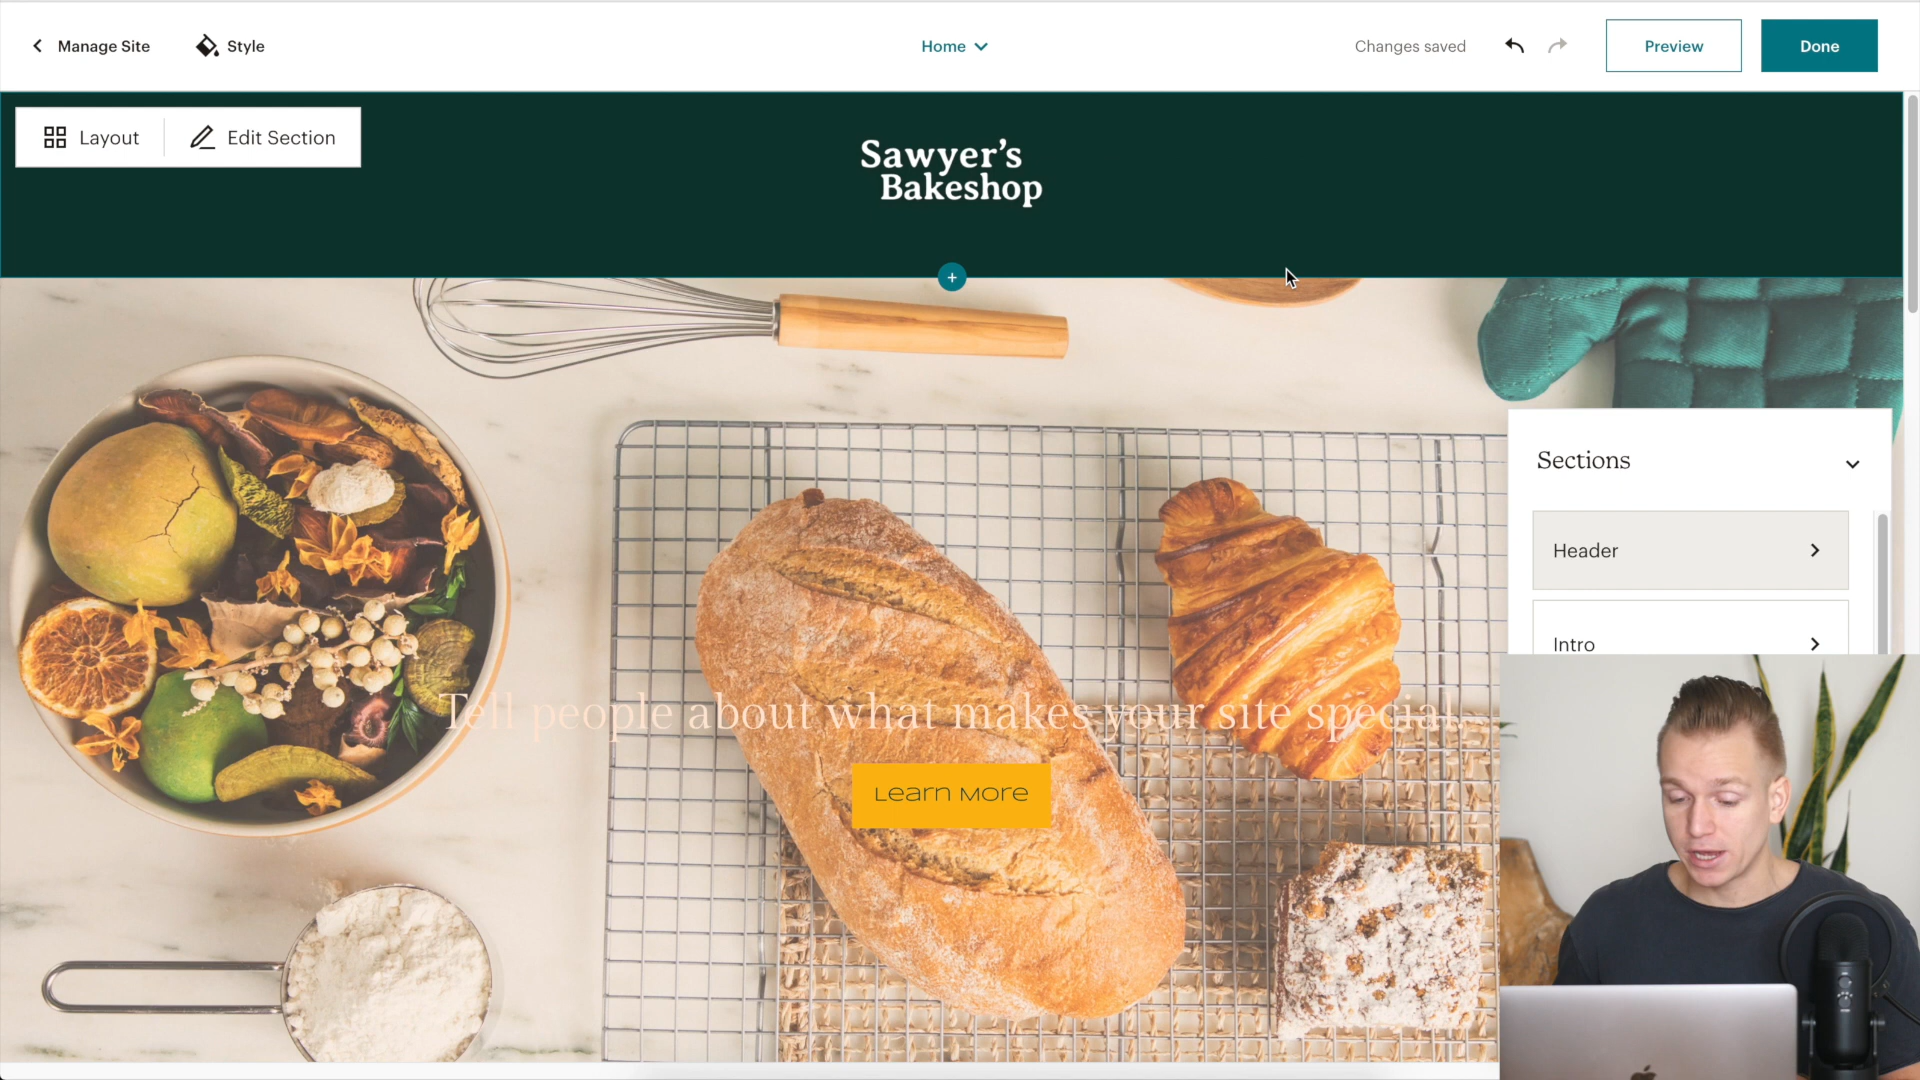 Manage Site
Style
Home
Changes saved
Preview
Done
Layout
Edit Section
Sawyer's
Bakeshop
Sections
Header
Intro
Tell people about what makes your site special.
Learn More